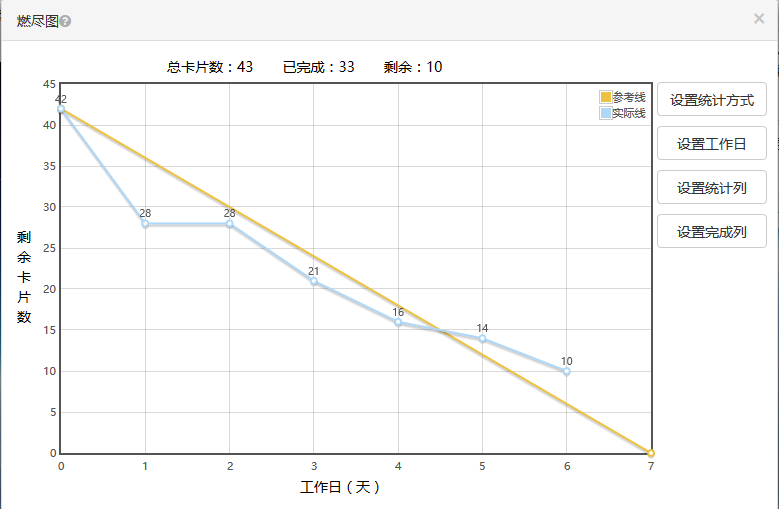 燃尽图?
×
总卡片数：43 已完成：33 剩余：10
参考线
实际线
设置统计方式
设置工作日
设置统计列
设置完成列
剩余卡片数
45
40
35
30
25
20
15
10
5
0
42
28
28
21
16
14
10
0 1 2 3 4 5 6 7
工作日（天）